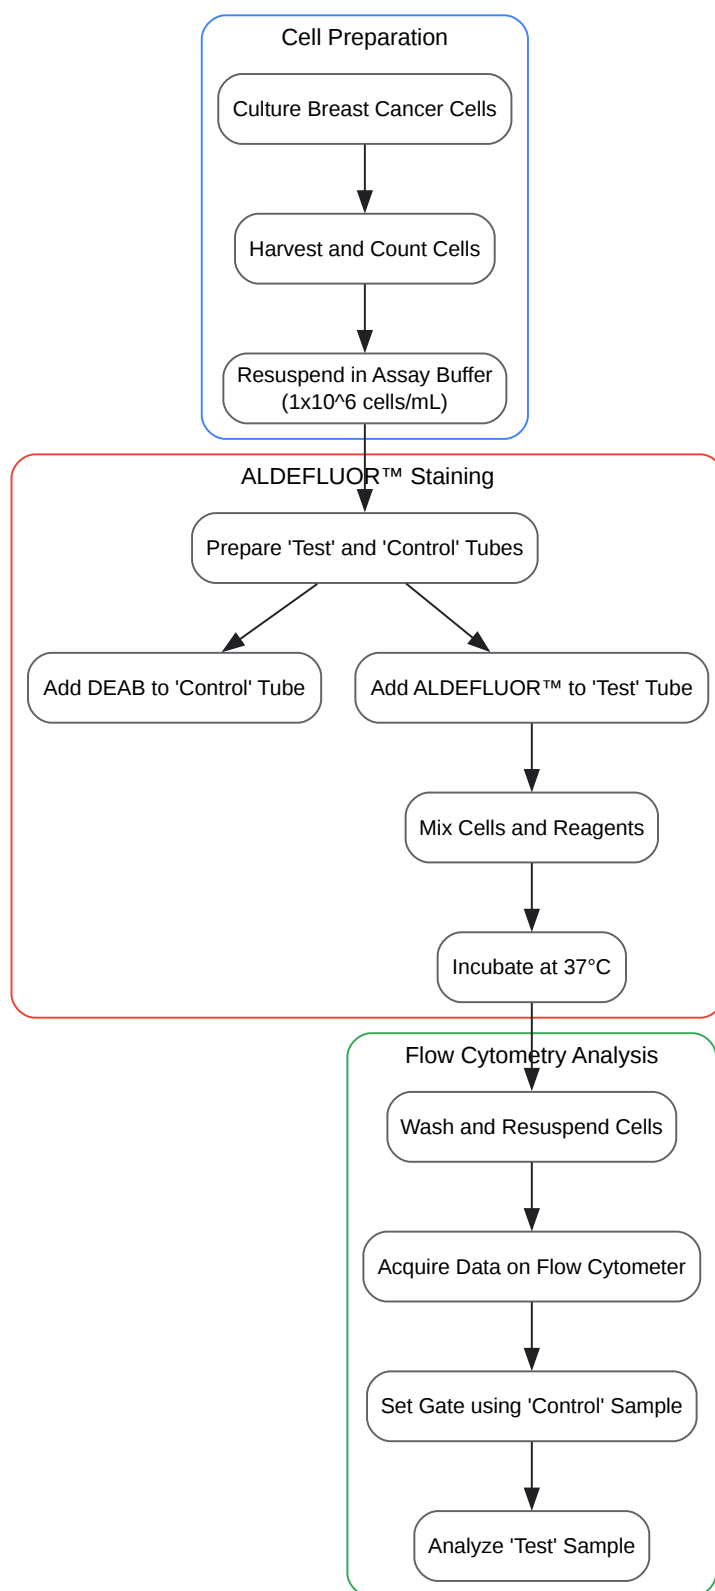 Cell Preparation
Culture Breast Cancer Cells
Harvest and Count Cells
Resuspend in Assay Buffer
(1x10^6 cells/mL)
ALDEFLUOR™ Staining
Prepare 'Test' and 'Control' Tubes
Add DEAB to 'Control' Tube
Add ALDEFLUOR™ to 'Test' Tube
Mix Cells and Reagents
Incubate at 37°C
Flow Cytometry Analysis
Wash and Resuspend Cells
Acquire Data on Flow Cytometer
Set Gate using 'Control' Sample
Analyze 'Test' Sample